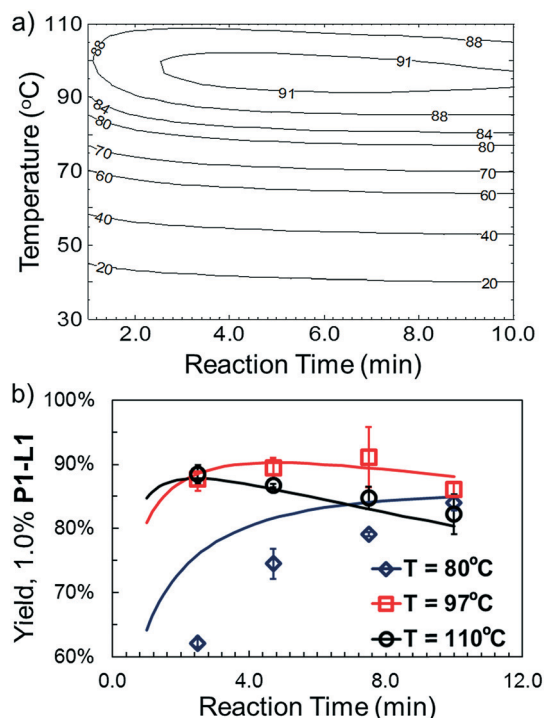 a)
110
90
70
50
30
Temperature (°C)
88
88
91
91
88
84
84
80
80
70
70
60
60
40
40
20
20
2.0 4.0 6.0 8.0 10.0
Reaction Time (min)
b)
100%
90%
80%
70%
60%
Yield, 1.0% P1-L1
T = 80°C
T = 97°C
T = 110°C
0.0 4.0 8.0 12.0
Reaction Time (min)